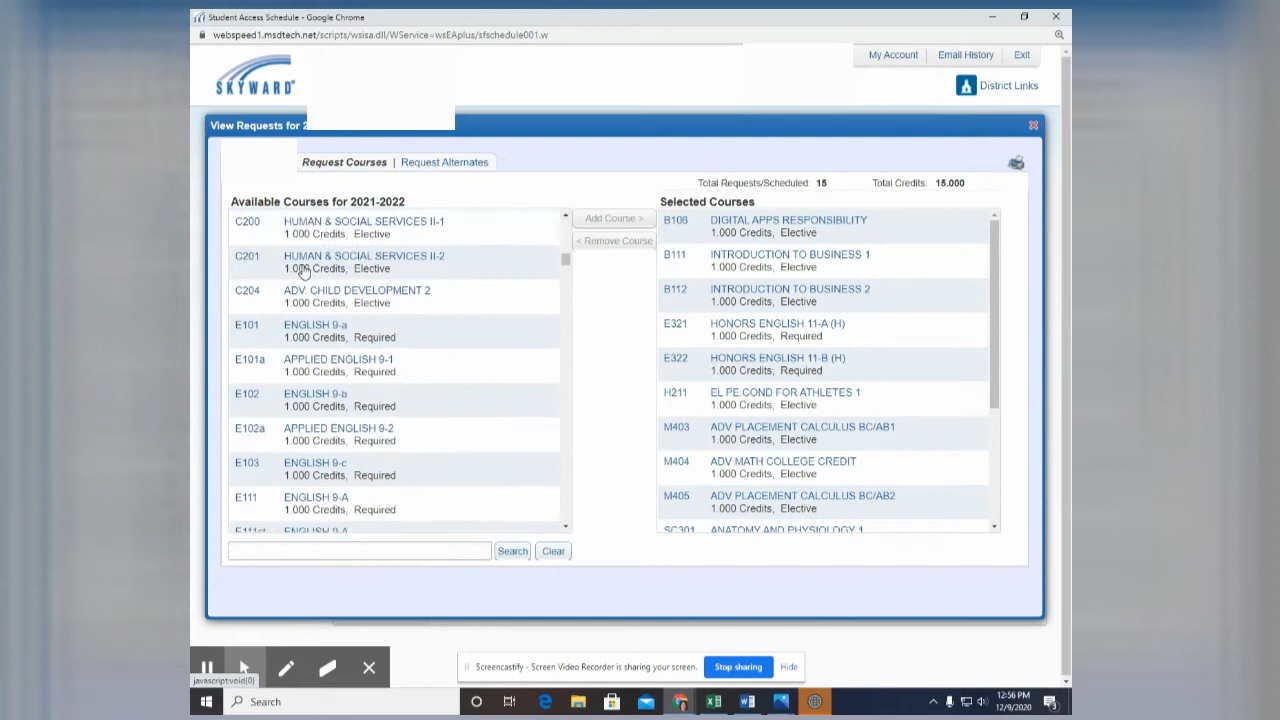 Student Access Schedule - Google Chrome
webspeed1.msdtech.net/scripts/wsisa.dll/WService=wsEAplus/sfschedule001.w
My Account Email History Exit
SKYWARD
District Links
View Requests for 2
Request Courses | Request Alternates
Total Requests/Scheduled: 15 Total Credits: 15.000
Available Courses for 2021-2022
C200 HUMAN & SOCIAL SERVICES II-1
1.000 Credits, Elective
C201 HUMAN & SOCIAL SERVICES II-2
1.000 Credits, Elective
C204 ADV. CHILD DEVELOPMENT 2
1.000 Credits, Elective
E101 ENGLISH 9-a
1.000 Credits, Required
E101a APPLIED ENGLISH 9-1
1.000 Credits, Required
E102 ENGLISH 9-b
1.000 Credits, Required
E102a APPLIED ENGLISH 9-2
1.000 Credits, Required
E103 ENGLISH 9-c
1.000 Credits, Required
E111 ENGLISH 9-A
1.000 Credits, Required
ENGLISH 9-A
Add Course >
< Remove Course
Selected Courses
B106 DIGITAL APPS RESPONSIBILITY
1.000 Credits, Elective
B111 INTRODUCTION TO BUSINESS 1
1.000 Credits, Elective
B112 INTRODUCTION TO BUSINESS 2
1.000 Credits, Elective
E321 HONORS ENGLISH 11-A (H)
1.000 Credits, Required
E322 HONORS ENGLISH 11-B (H)
1.000 Credits, Required
H211 EL PE:COND FOR ATHLETES 1
1.000 Credits, Elective
M403 ADV PLACEMENT CALCULUS BC/AB1
1.000 Credits, Elective
M404 ADV MATH COLLEGE CREDIT
1.000 Credits, Elective
M405 ADV PLACEMENT CALCULUS BC/AB2
1.000 Credits, Elective
SC301 ANATOMY AND PHYSIOLOGY 1
Search Clear
Screencastify - Screen Video Recorder is sharing your screen. Stop sharing Hide
javascript:void(0)
Search
12:56 PM
12/9/2020
3